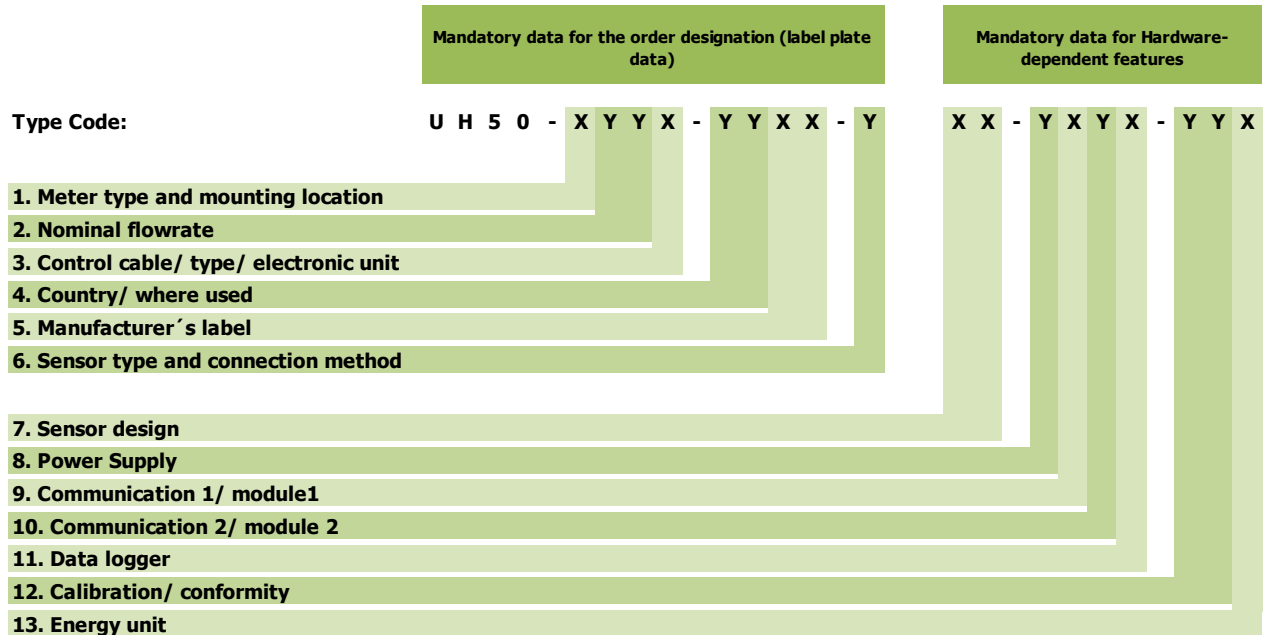 Mandatory data for the order designation (label plate
data)
Mandatory data for Hardware-
dependent features
Type Code: U H 5 0 - X Y Y X - Y Y X X - Y X X - Y X Y X - Y Y X
1. Meter type and mounting location
2. Nominal flowrate
3. Control cable/ type/ electronic unit
4. Country/ where used
5. Manufacturer´s label
6. Sensor type and connection method
7. Sensor design
8. Power Supply
9. Communication 1/ module1
10. Communication 2/ module 2
11. Data logger
12. Calibration/ conformity
13. Energy unit